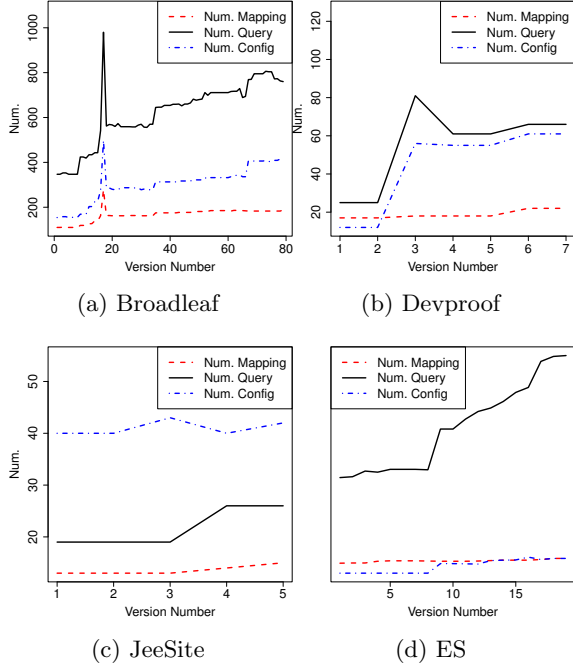 Num. Mapping
Num. Query
Num. Config
Num.
200 400 600 800 1000
0 20 40 60 80
Version Number
(a) Broadleaf
Num. Mapping
Num. Query
Num. Config
Num.
20 40 60 80 100 120
1 2 3 4 5 6 7
Version Number
(b) Devproof
Num. Mapping
Num. Query
Num. Config
Num.
20 30 40 50
1 2 3 4 5
Version Number
(c) JeeSite
Num. Mapping
Num. Query
Num. Config
5 10 15
Version Number
(d) ES